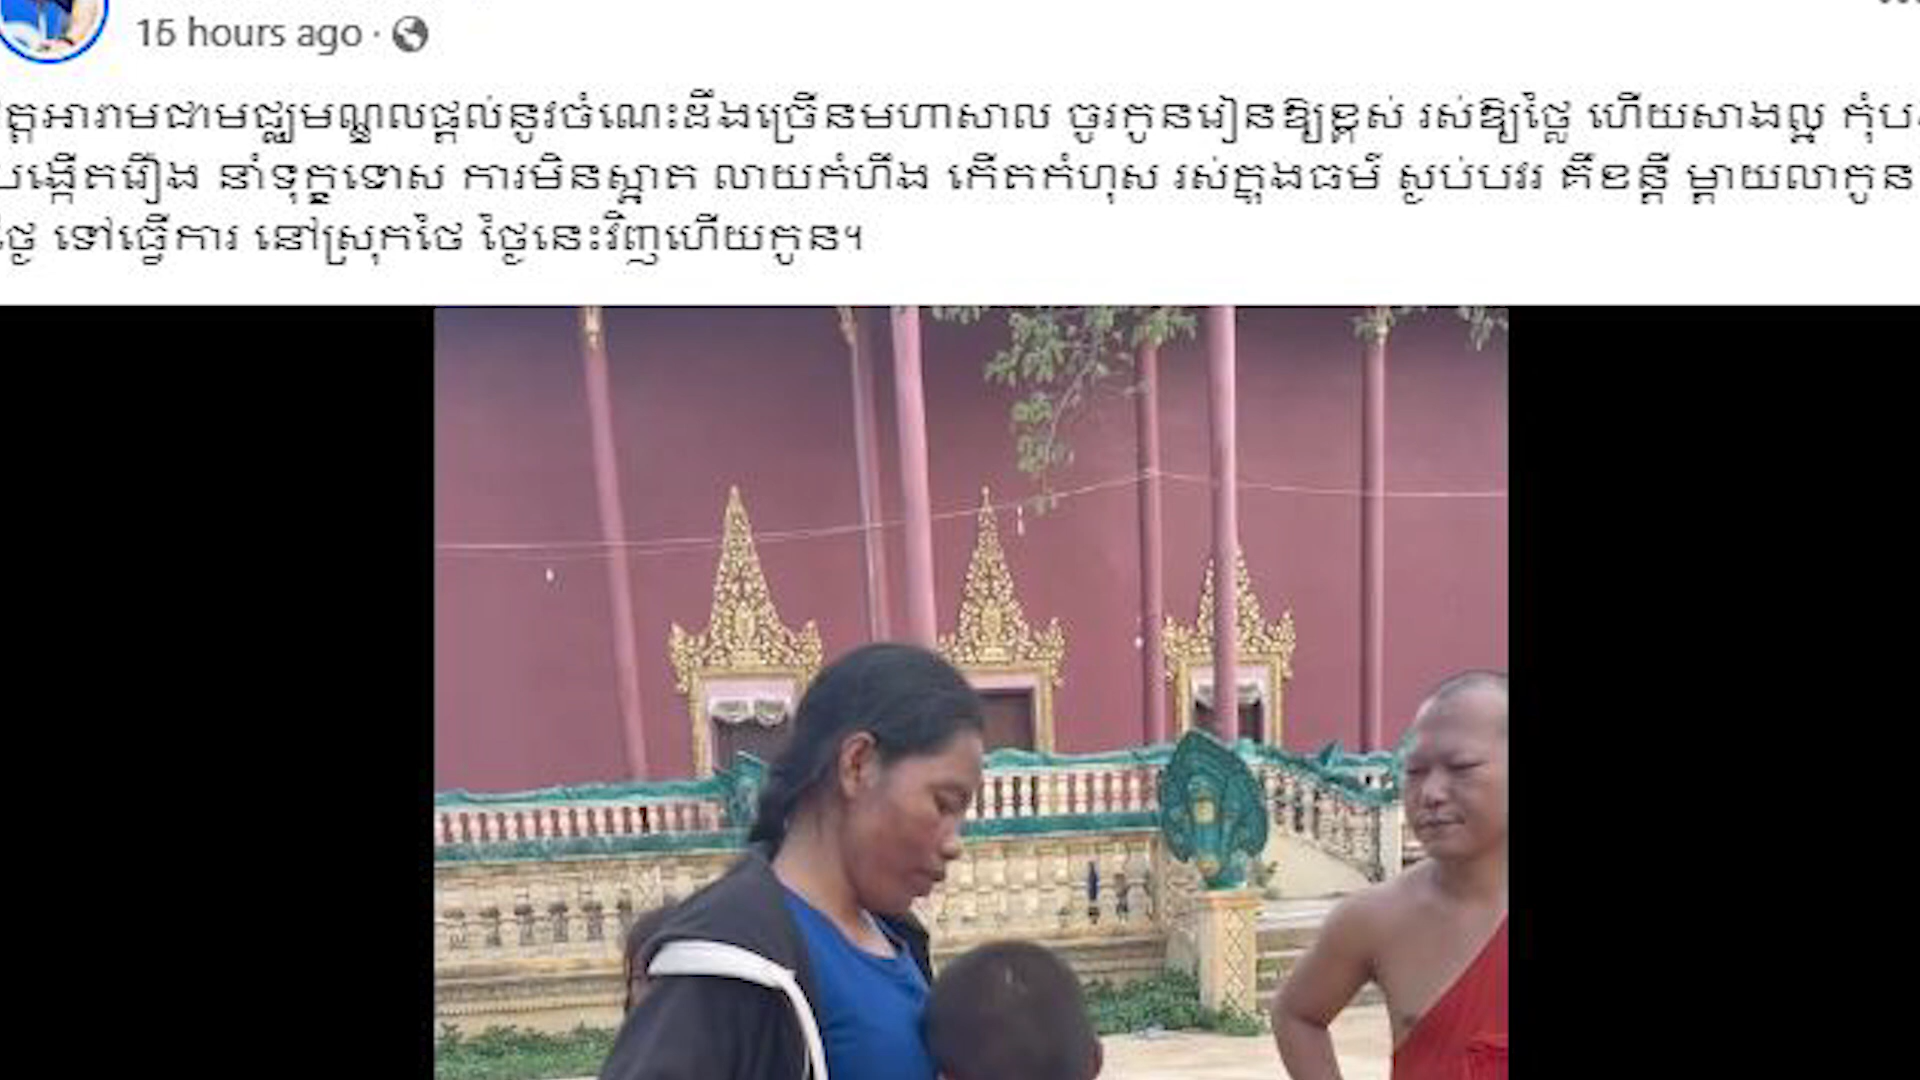 15 hours ago ·
ត្តអារាមជាមជ្ឈមណ្ឌលផ្តល់នូវចំណេះដឹងច្រើនមហាសាល ចូរកូនរៀនឱ្យខ្ពស់ រស់ឱ្យថ្លៃ ហើយសាងល្អ កុំប
បង្កើតរឿង នាំទុក្ខទោស ការមិនស្អាត លាយកំហឹង កើតកំហុស រស់ក្នុងធម៌ ស្ងប់បវរ គឺខន្តី ម្តាយលាកូន
ថ្ងៃ ទៅធ្វើការ នៅស្រុកថៃ ថ្ងៃនេះវិញហើយកូន។